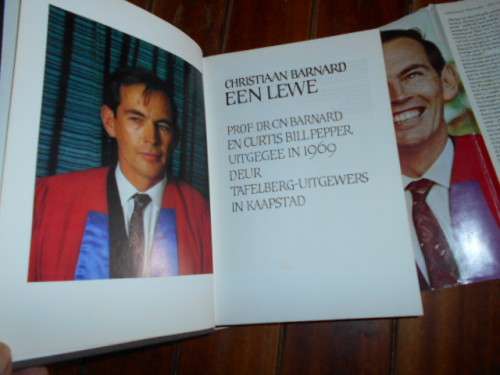 CHRISTIAAN BARNARD
EEN LEWE
PROF. DR. CN BARNARD
EN CURTIS BILL PEPPER
UITGEGEE IN 1969
DEUR
TAFELBERG-UITGEWERS
IN KAAPSTAD